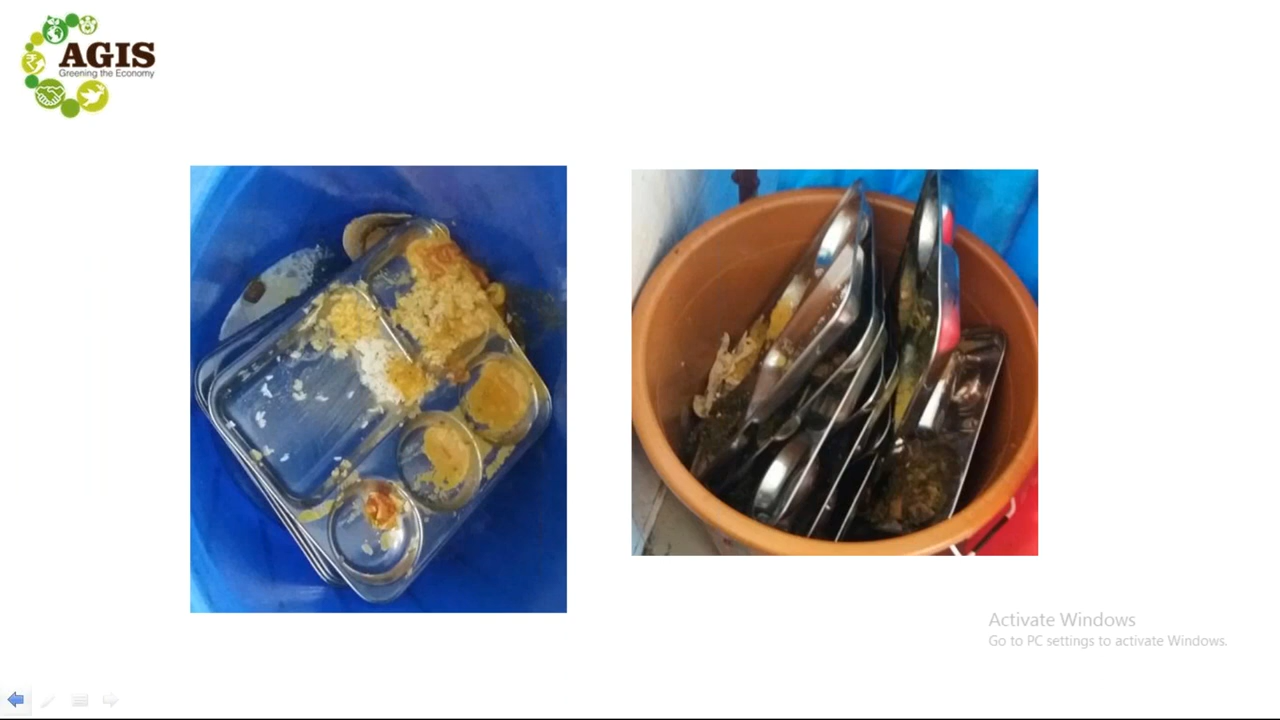 AGIS
Greening the Economy
Activate Windows
Go to PC settings to activate Windows.